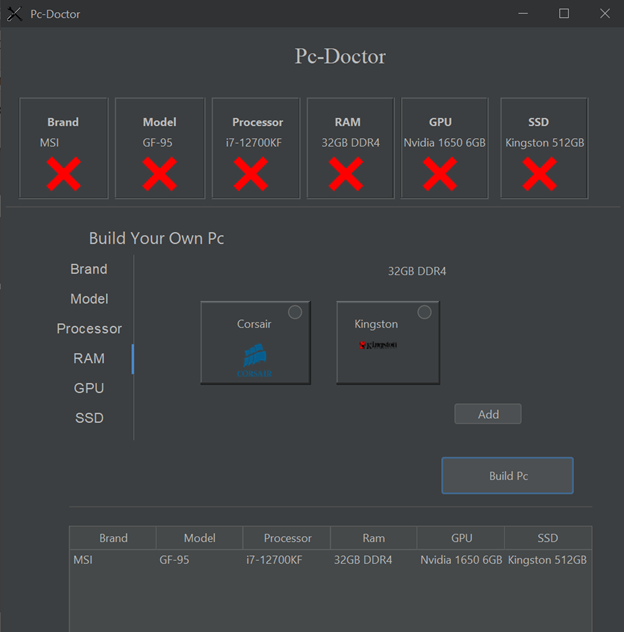 Pc-Doctor
Pc-Doctor
Brand Model Processor RAM GPU SSD
MSI GF-95 i7-12700KF 32GB DDR4 Nvidia 1650 6GB Kingston 512GB
Build Your Own Pc
Brand
Model
Processor
RAM
GPU
SSD
32GB DDR4
Corsair Kingston
CORSAIR Kingston
Add
Build Pc
Brand Model Processor Ram GPU SSD
MSI GF-95 i7-12700KF 32GB DDR4 Nvidia 1650 6GB Kingston 512GB